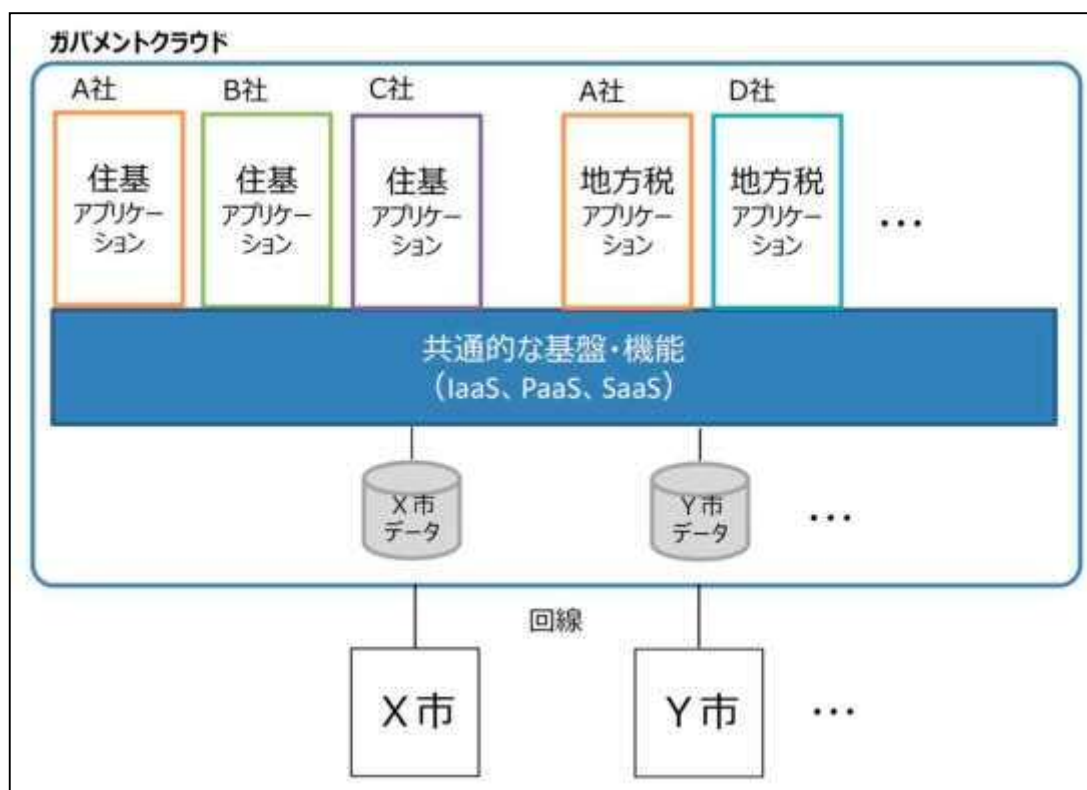 ガバメントクラウド
A社
B社
C社
A社
D社
住基
アプリケー
ション
住基
アプリケー
ション
住基
アプリケー
ション
地方税
アプリケー
ション
地方税
アプリケー
ション
・・・
共通的な基盤・機能
(IaaS、PaaS、SaaS)
X市
データ
Y市
データ
・・・
回線
X市
Y市
・・・